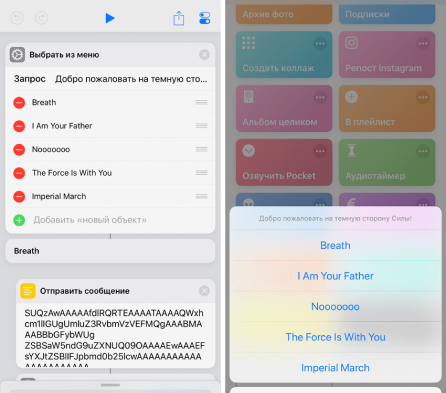 Выбрать из меню
Запрос Добро пожаловать на темную сто...
Breath
I Am Your Father
Nooooooo
The Force Is With You
Imperial March
Добавить «новый объект»
Breath
Отправить сообщение
ZSBSaW5ndG9uZXNUQ09OAAAAEwAAAEF
AAAAAAAAAAA
Архие фото
Подписки
Создать коллаж
Репост Instagram
Альбом целиком
В плейлист
Озвучить Pocket
Аудиотаймер
Добро пожаловать на темную сторону Силы!
Breath
I Am Your Father
Nooooooo
The Force Is With You
Imperial March